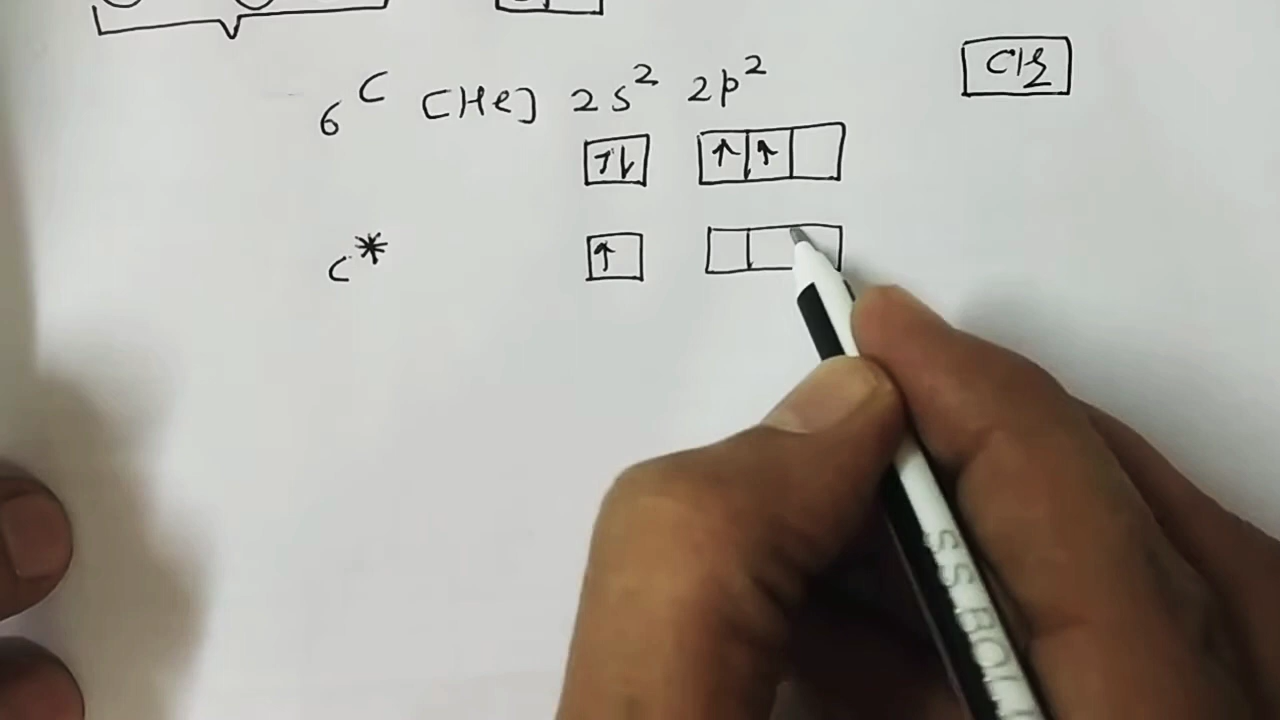 CH2
6C [He] 2s² 2p²
↑↓ ↑ ↑
C* ↑